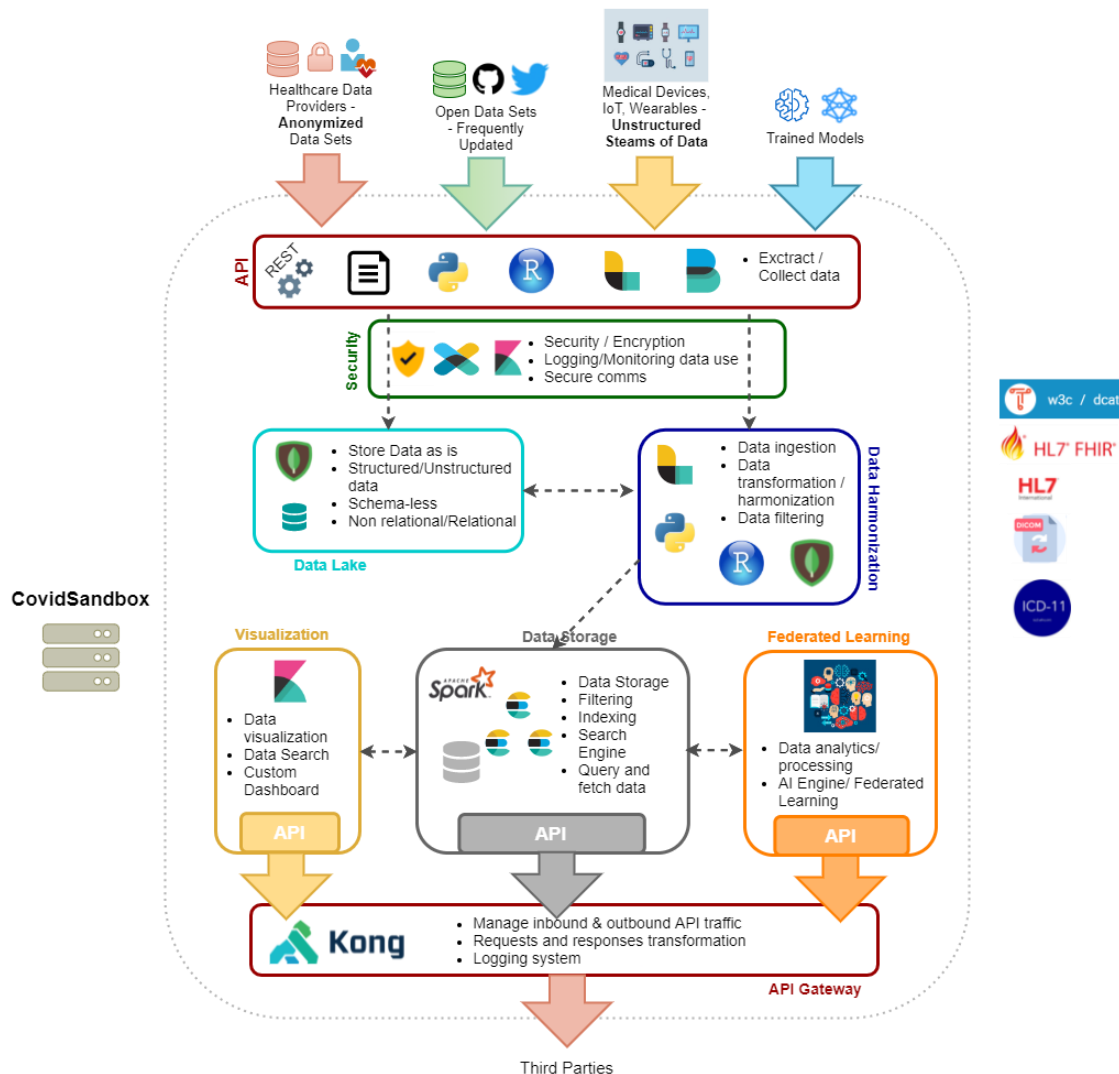 Healthcare Data
Providers -
Anonymized
Data Sets
Open Data Sets
- Frequently
Updated
Medical Devices,
IoT, Wearables -
Unstructured
Steams of Data
Trained Models
API
REST
R
Exctract /
Collect data
Security
Security / Encryption
Logging/Monitoring data use
Secure comms
Store Data as is
Structured/Unstructured
data
Schema-less
Non relational/Relational
Data Lake
Data ingestion
Data
transformation /
harmonization
Data filtering
R
Data Harmonization
w3c / dcat
HL7® FHIR®
HL7
International
DICOM
ICD-11
CovidSandbox
Visualization
Data
visualization
Data Search
Custom
Dashboard
API
Data Storage
APACHE
Spark
Data Storage
Filtering
Indexing
Search
Engine
Query and
fetch data
API
Federated Learning
Data analytics/
processing
AI Engine/ Federated
Learning
API
Kong
Manage inbound & outbound API traffic
Requests and responses transformation
Logging system
API Gateway
Third Parties